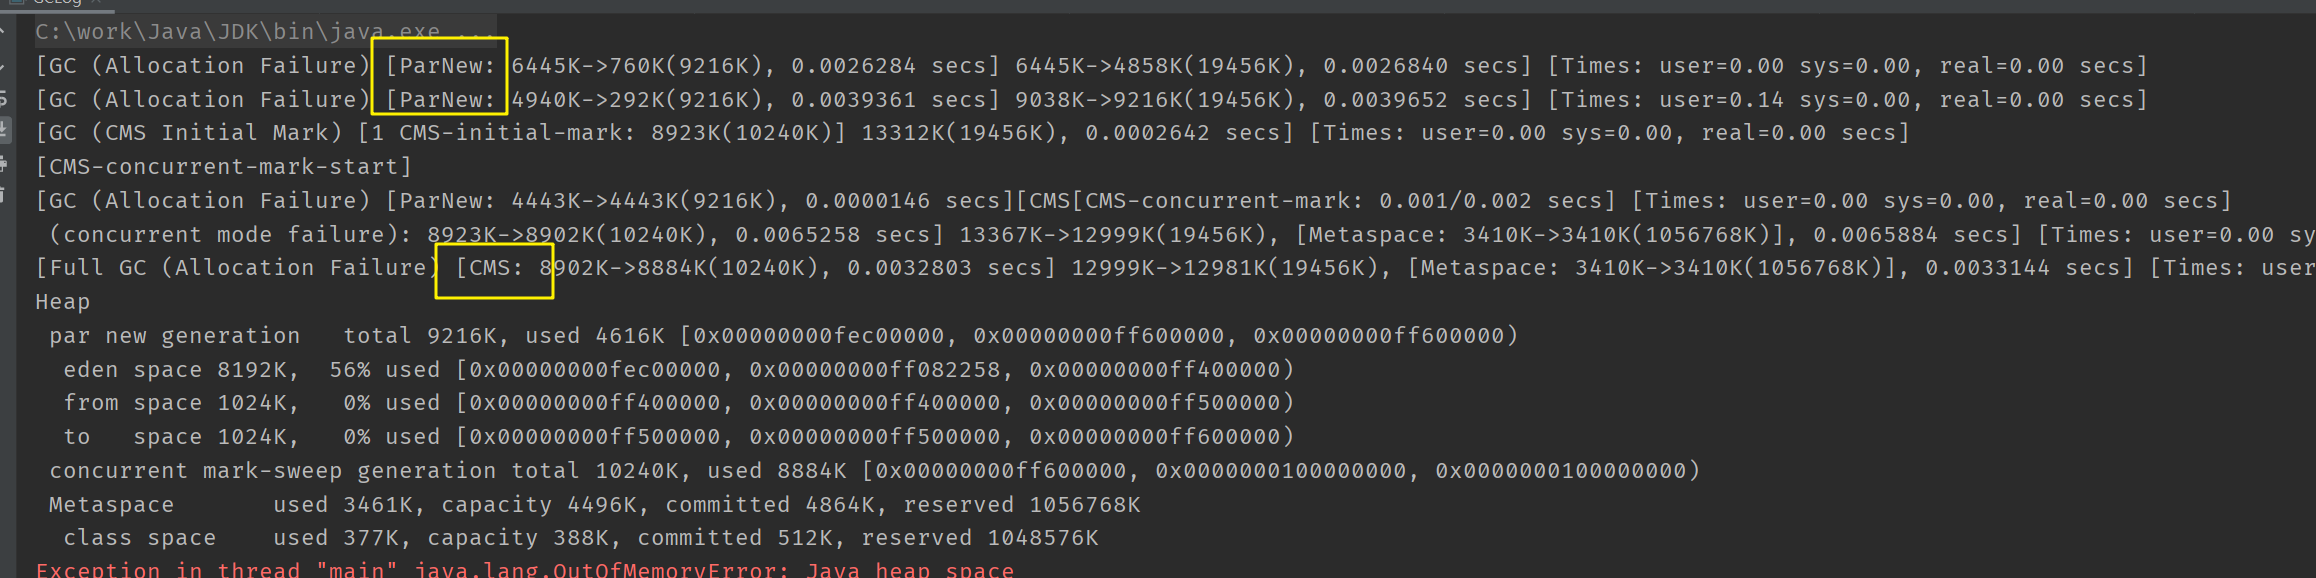 GCLog
C:\work\Java\JDK\bin\java.exe ...
[GC (Allocation Failure) [ParNew: 6445K->760K(9216K), 0.0026284 secs] 6445K->4858K(19456K), 0.0026840 secs] [Times: user=0.00 sys=0.00, real=0.00 secs]
[GC (Allocation Failure) [ParNew: 4940K->292K(9216K), 0.0039361 secs] 9038K->9216K(19456K), 0.0039652 secs] [Times: user=0.14 sys=0.00, real=0.00 secs]
[GC (CMS Initial Mark) [1 CMS-initial-mark: 8923K(10240K)] 13312K(19456K), 0.0002642 secs] [Times: user=0.00 sys=0.00, real=0.00 secs]
[CMS-concurrent-mark-start]
[GC (Allocation Failure) [ParNew: 4443K->4443K(9216K), 0.0000146 secs][CMS[CMS-concurrent-mark: 0.001/0.002 secs] [Times: user=0.00 sys=0.00, real=0.00 secs]
(concurrent mode failure): 8923K->8902K(10240K), 0.0065258 secs] 13367K->12999K(19456K), [Metaspace: 3410K->3410K(1056768K)], 0.0065884 secs] [Times: user=0.00 sy
[Full GC (Allocation Failure) [CMS: 8902K->8884K(10240K), 0.0032803 secs] 12999K->12981K(19456K), [Metaspace: 3410K->3410K(1056768K)], 0.0033144 secs] [Times: user
Heap
par new generation   total 9216K, used 4616K [0x00000000fec00000, 0x00000000ff600000, 0x00000000ff600000)
eden space 8192K,  56% used [0x00000000fec00000, 0x00000000ff082258, 0x00000000ff400000)
from space 1024K,   0% used [0x00000000ff400000, 0x00000000ff400000, 0x00000000ff500000)
to   space 1024K,   0% used [0x00000000ff500000, 0x00000000ff500000, 0x00000000ff600000)
concurrent mark-sweep generation total 10240K, used 8884K [0x00000000ff600000, 0x0000000100000000, 0x0000000100000000)
Metaspace       used 3461K, capacity 4496K, committed 4864K, reserved 1056768K
class space    used 377K, capacity 388K, committed 512K, reserved 1048576K
Exception in thread "main" java.lang.OutOfMemoryError: Java heap space